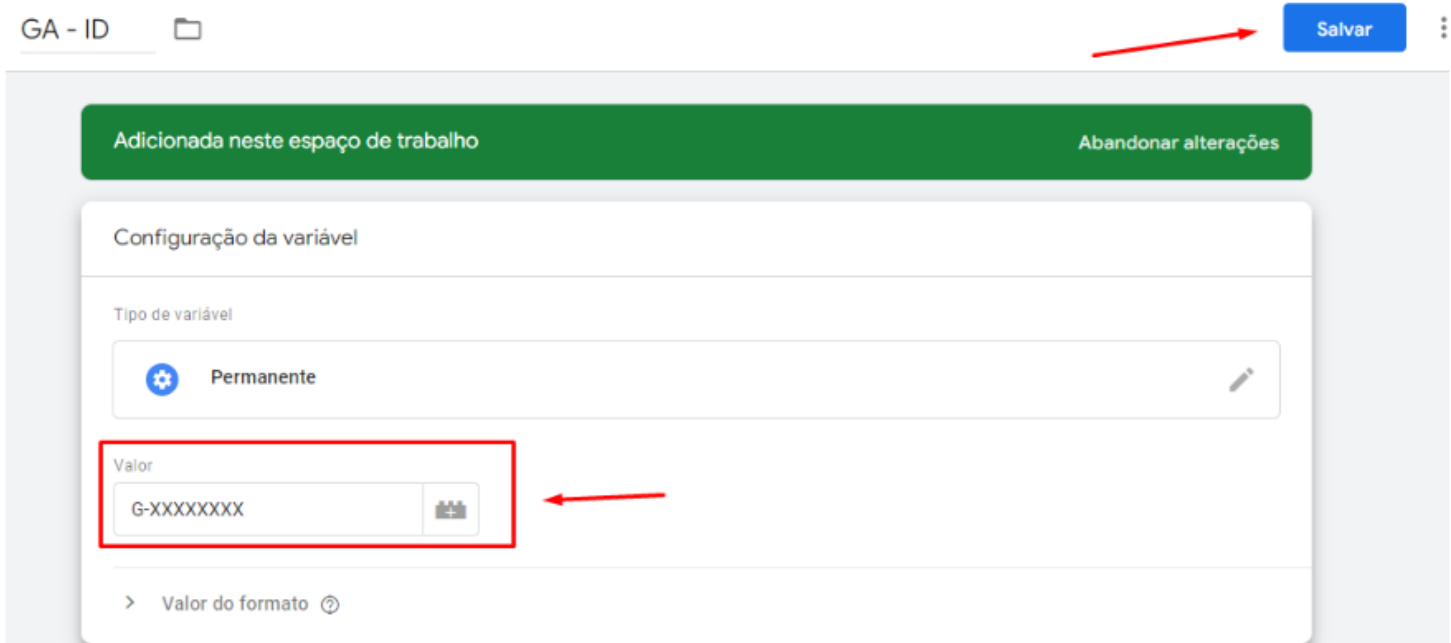 GA - ID
Salvar
Adicionada neste espaço de trabalho
Abandonar alterações
Configuração da variável
Tipo de variável
Permanente
Valor
G-XXXXXXXX
Valor do formato